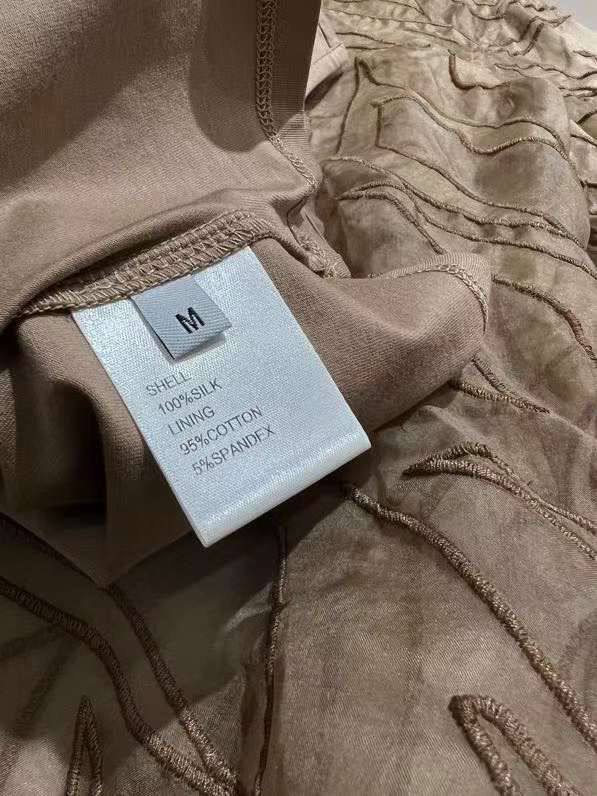 M
SHELL
100%SILK
LINING
95%COTTON
5%SPANDEX